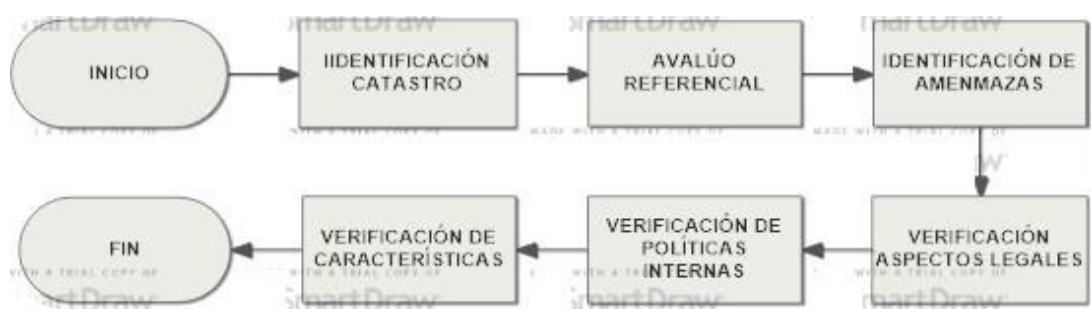 INICIO
IIDENTIFICACIÓN
CATASTRO
AVALÚO
REFERENCIAL
IDENTIFICACIÓN DE
AMENMAZAS
VERIFICACIÓN
ASPECTOS LEGALES
VERIFICACIÓN DE
POLÍTICAS
INTERNAS
VERIFICACIÓN DE
CARACTERÍSTICAS
FIN